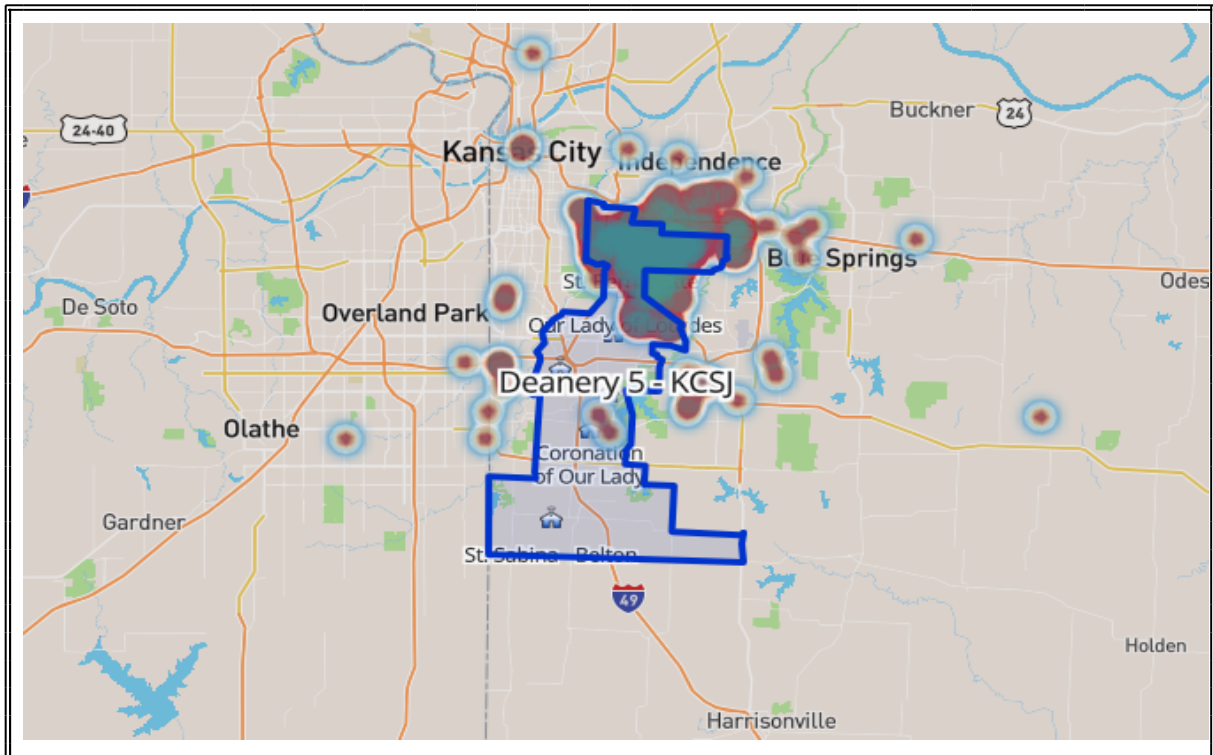 Buckner
24
24-40
Kansas City
Independence
Blue Springs
Odes
St.
De Soto
Overland Park
Our Lady of Lourdes
Deanery 5 - KCSJ
Olathe
Coronation
of Our Lady
Gardner
St. Sabina - Belton
49
Holden
Harrisonville